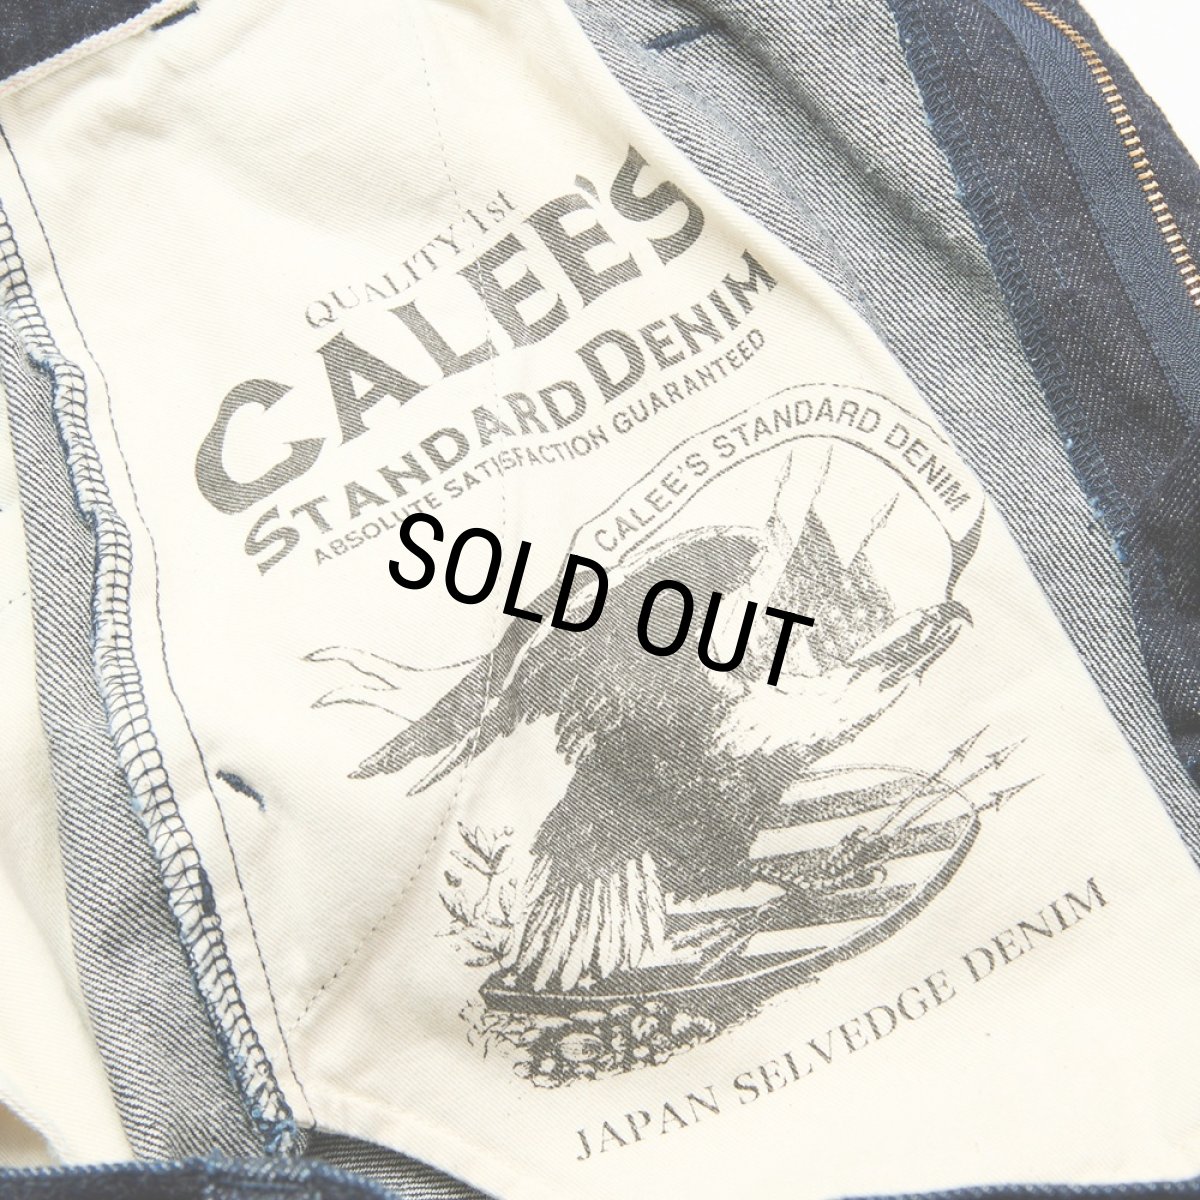 QUALITY 1st
CALEE'S
STANDARD DENIM
ABSOLUTE SATISFACTION GUARANTEED
CALEE'S STANDARD DENIM
SOLD OUT
JAPAN SELVEDGE DENIM